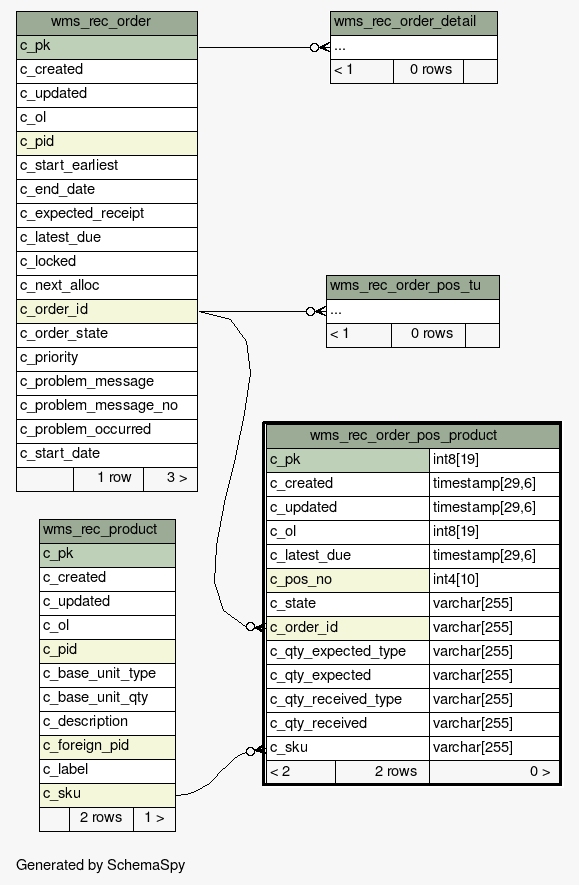 wms_rec_order
c_pk
c_created
c_updated
c_ol
c_pid
c_start_earliest
c_end_date
c_expected_receipt
c_latest_due
c_locked
c_next_alloc
c_order_id
c_order_state
c_priority
c_problem_message
c_problem_message_no
c_problem_occurred
c_start_date
1 row 3 >
wms_rec_order_detail
...
< 1 0 rows
wms_rec_order_pos_tu
...
< 1 0 rows
wms_rec_order_pos_product
c_pk int8[19]
c_created timestamp[29,6]
c_updated timestamp[29,6]
c_ol int8[19]
c_latest_due timestamp[29,6]
c_pos_no int4[10]
c_state varchar[255]
c_order_id varchar[255]
c_qty_expected_type varchar[255]
c_qty_expected varchar[255]
c_qty_received_type varchar[255]
c_qty_received varchar[255]
c_sku varchar[255]
< 2 2 rows 0 >
wms_rec_product
c_pk
c_created
c_updated
c_ol
c_pid
c_base_unit_type
c_base_unit_qty
c_description
c_foreign_pid
c_label
c_sku
2 rows 1 >
Generated by SchemaSpy